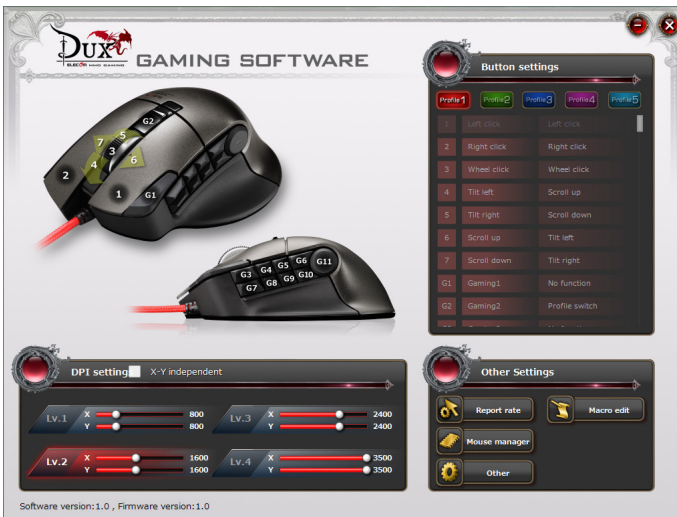 DUX
ELECOM MMO GAMING
GAMING SOFTWARE
G2
5
7
3
4
6
2
1
G1
G3 G4 G5 G6 G11
G7 G8 G9 G10
Button settings
Profile1 Profile2 Profile3 Profile4 Profile5
1 Left click Left click
2 Right click Right click
3 Wheel click Wheel click
4 Tilt left Scroll up
5 Tilt right Scroll down
6 Scroll up Tilt left
7 Scroll down Tilt right
G1 Gaming1 No function
G2 Gaming2 Profile switch
DPI setting X-Y independent
Lv.1 X 800
Y 800
Lv.3 X 2400
Y 2400
Lv.2 X 1600
Y 1600
Lv.4 X 3500
Y 3500
Other Settings
Report rate
Macro edit
Mouse manager
Other
Software version:1.0 , Firmware version:1.0